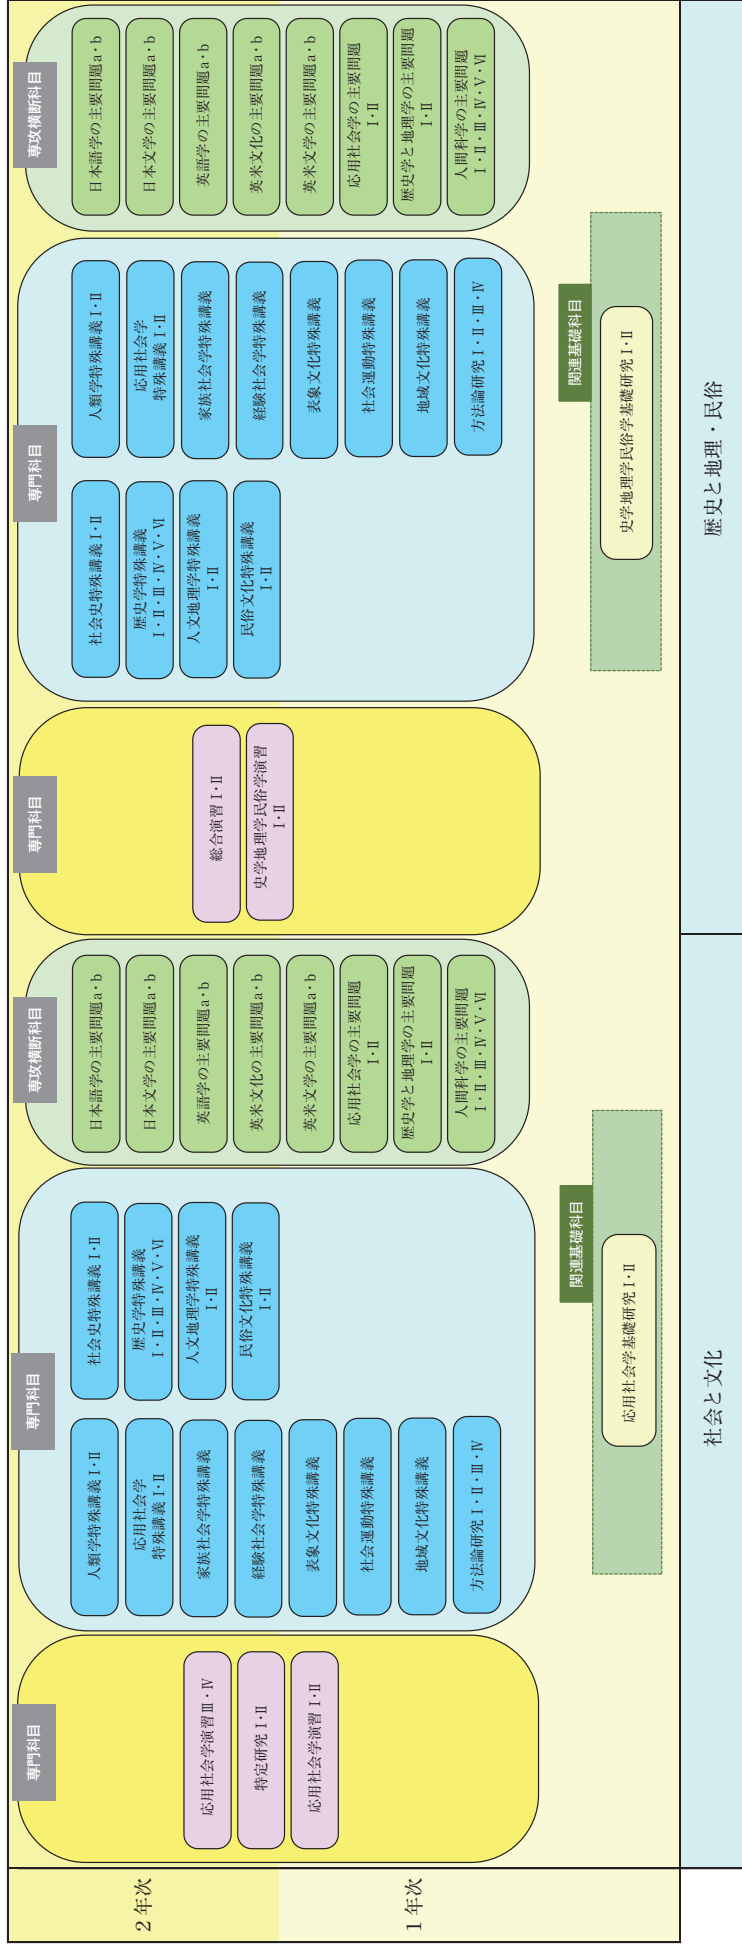 2年次
1年次
専門科目
応用社会学演習Ⅲ・Ⅳ
特定研究Ⅰ・Ⅱ
応用社会学演習Ⅰ・Ⅱ
専門科目
人類学特殊講義Ⅰ・Ⅱ
応用社会学
特殊講義Ⅰ・Ⅱ
家族社会学特殊講義
経験社会学特殊講義
表象文化特殊講義
社会運動特殊講義
地域文化特殊講義
方法論研究Ⅰ・Ⅱ・Ⅲ・Ⅳ
社会史特殊講義Ⅰ・Ⅱ
歴史学特殊講義
Ⅰ・Ⅱ・Ⅲ・Ⅳ・Ⅴ・Ⅵ
人文地理学特殊講義
Ⅰ・Ⅱ
民俗文化特殊講義
Ⅰ・Ⅱ
専攻横断科目
日本語学の主要問題a・b
日本文学の主要問題a・b
英語学の主要問題a・b
英米文化の主要問題a・b
英米文学の主要問題a・b
応用社会学の主要問題
Ⅰ・Ⅱ
歴史学と地理学の主要問題
Ⅰ・Ⅱ
人間科学の主要問題
Ⅰ・Ⅱ・Ⅲ・Ⅳ・Ⅴ・Ⅵ
関連基礎科目
応用社会学基礎研究Ⅰ・Ⅱ
社会と文化
専門科目
総合演習Ⅰ・Ⅱ
史学地理学民俗学演習
Ⅰ・Ⅱ
専門科目
社会史特殊講義Ⅰ・Ⅱ
歴史学特殊講義
Ⅰ・Ⅱ・Ⅲ・Ⅳ・Ⅴ・Ⅵ
人文地理学特殊講義
Ⅰ・Ⅱ
民俗文化特殊講義
Ⅰ・Ⅱ
人類学特殊講義Ⅰ・Ⅱ
応用社会学
特殊講義Ⅰ・Ⅱ
家族社会学特殊講義
経験社会学特殊講義
表象文化特殊講義
社会運動特殊講義
地域文化特殊講義
方法論研究Ⅰ・Ⅱ・Ⅲ・Ⅳ
専攻横断科目
日本語学の主要問題a・b
日本文学の主要問題a・b
英語学の主要問題a・b
英米文化の主要問題a・b
英米文学の主要問題a・b
応用社会学の主要問題
Ⅰ・Ⅱ
歴史学と地理学の主要問題
Ⅰ・Ⅱ
人間科学の主要問題
Ⅰ・Ⅱ・Ⅲ・Ⅳ・Ⅴ・Ⅵ
関連基礎科目
史学地理学民俗学基礎研究Ⅰ・Ⅱ
歴史と地理・民俗